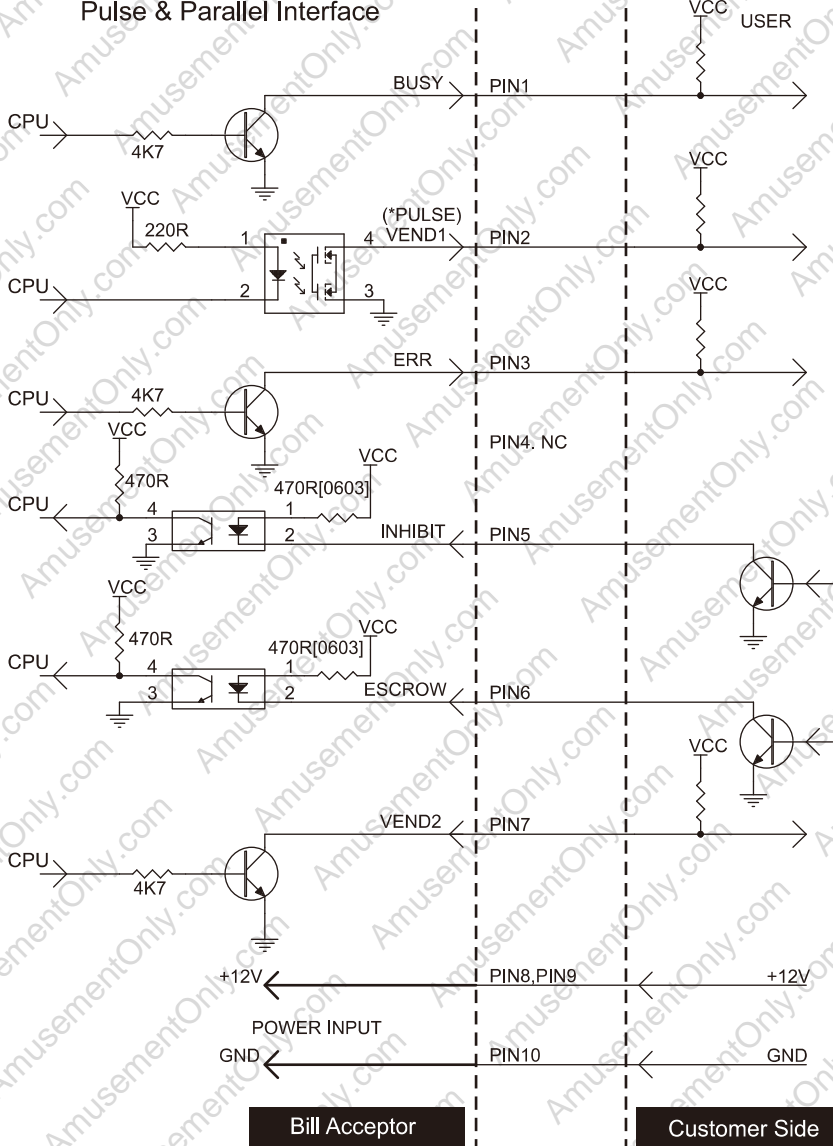 Pulse & Parallel Interface
VCC
USER
BUSY
PIN1
CPU
4K7
VCC
VCC
220R
1
4
(*PULSE)
VEND1
PIN2
CPU
2
3
VCC
ERR
PIN3
CPU
4K7
VCC
PIN4. NC
VCC
470R
470R[0603]
CPU
4
1
3
2
INHIBIT
PIN5
VCC
VCC
470R
470R[0603]
CPU
4
1
3
2
ESCROW
PIN6
VCC
VEND2
PIN7
CPU
4K7
+12V
PIN8,PIN9
+12V
POWER INPUT
GND
PIN10
GND
Bill Acceptor
Customer Side
AmusementOnly.com